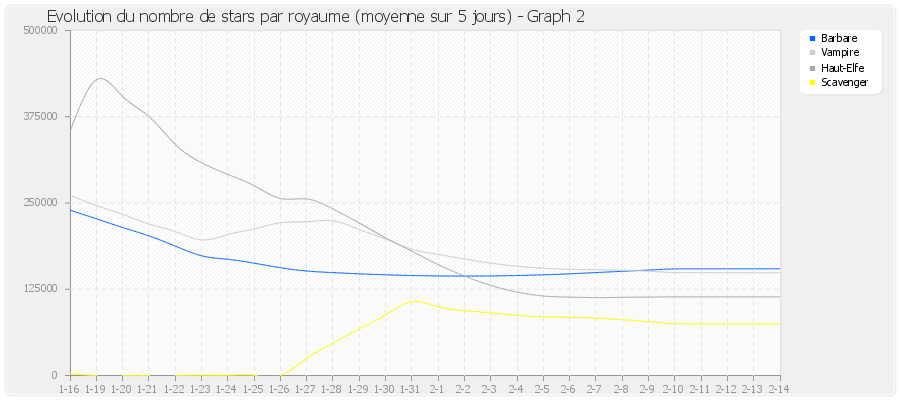 Evolution du nombre de stars par royaume (moyenne sur 5 jours) - Graph 2
500000
375000
250000
125000
0
1-16 1-19 1-20 1-21 1-22 1-23 1-24 1-25 1-26 1-27 1-28 1-29 1-30 1-31 2-1 2-2 2-3 2-4 2-5 2-6 2-7 2-8 2-9 2-10 2-11 2-12 2-13 2-14
Barbare
Vampire
Haut-Elfe
Scavenger